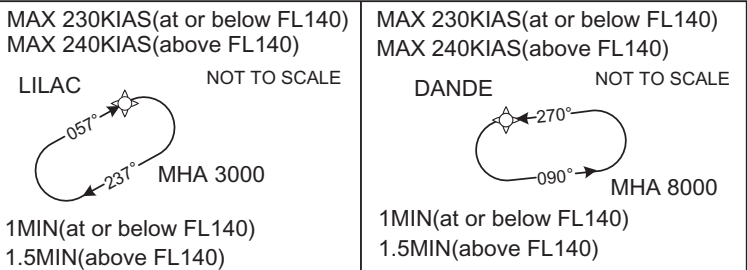 MAX 230KIAS(at or below FL140)
MAX 240KIAS(above FL140)
LILAC
NOT TO SCALE
057°
237°
MHA 3000
1MIN(at or below FL140)
1.5MIN(above FL140)
MAX 230KIAS(at or below FL140)
MAX 240KIAS(above FL140)
DANDE
NOT TO SCALE
270°
090°
MHA 8000
1MIN(at or below FL140)
1.5MIN(above FL140)